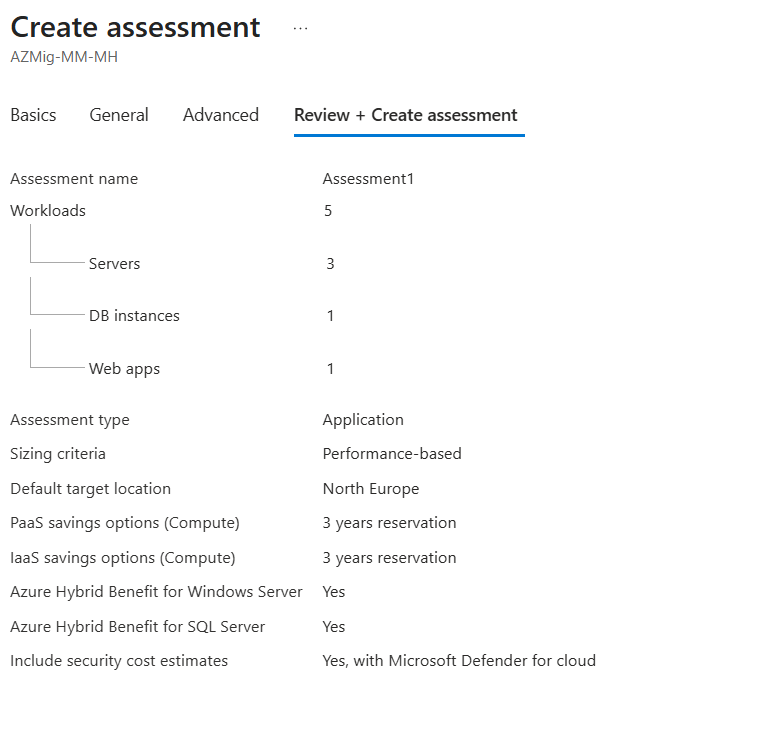 Create assessment ...
AZMig-MM-MH
Basics General Advanced Review + Create assessment
Assessment name Assessment1
Workloads 5
Servers 3
DB instances 1
Web apps 1
Assessment type Application
Sizing criteria Performance-based
Default target location North Europe
PaaS savings options (Compute) 3 years reservation
IaaS savings options (Compute) 3 years reservation
Azure Hybrid Benefit for Windows Server Yes
Azure Hybrid Benefit for SQL Server Yes
Include security cost estimates Yes, with Microsoft Defender for cloud